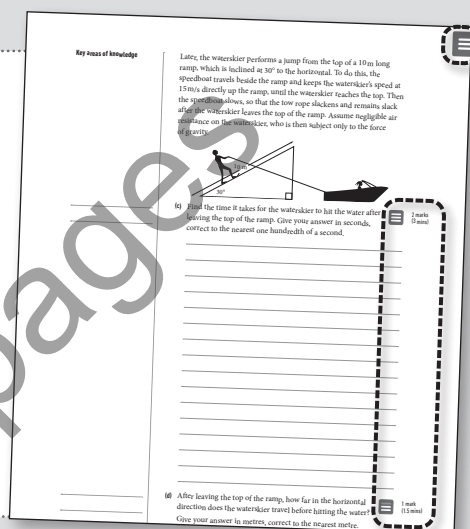 Key areas of knowledge
Later, the waterskier performs a jump from the top of a 10 m long
ramp, which is inclined at 30° to the horizontal. To do this, the
speedboat travels beside the ramp and keeps the waterskier's speed at
15 m/s directly up the ramp, until the waterskier reaches the top. Then
the speedboat slows, so that the tow rope slackens and remains slack
after the waterskier leaves the top of the ramp. Assume negligible air
resistance on the waterskier, who is then subject only to the force
of gravity.
10 m
30°
(c) Find the time it takes for the waterskier to hit the water after
leaving the top of the ramp. Give your answer in seconds,
correct to the nearest one hundredth of a second.
2 marks
(3 mins)
(d) After leaving the top of the ramp, how far in the horizontal
direction does the waterskier travel before hitting the water?
Give your answer in metres, correct to the nearest metre.
1 mark
(1.5 mins)
pages